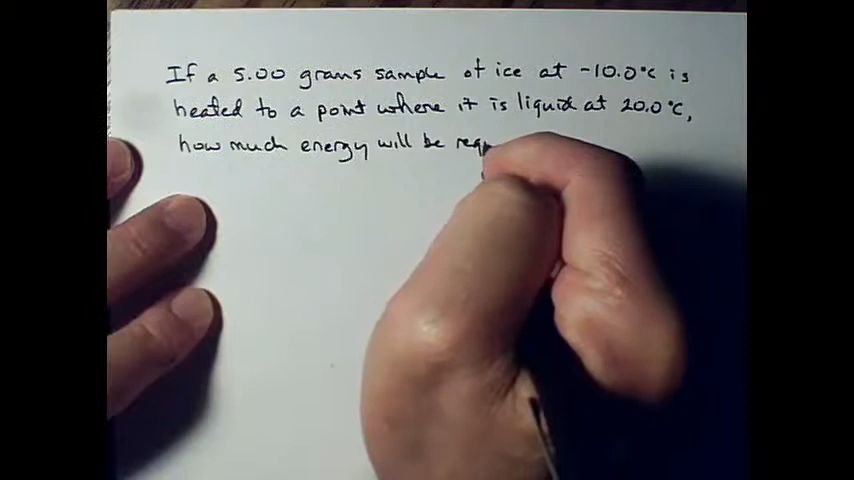 If a 5.00 grams sample of ice at -10.0°C is
heated to a point where it is liquid at 20.0°C,
how much energy will be req